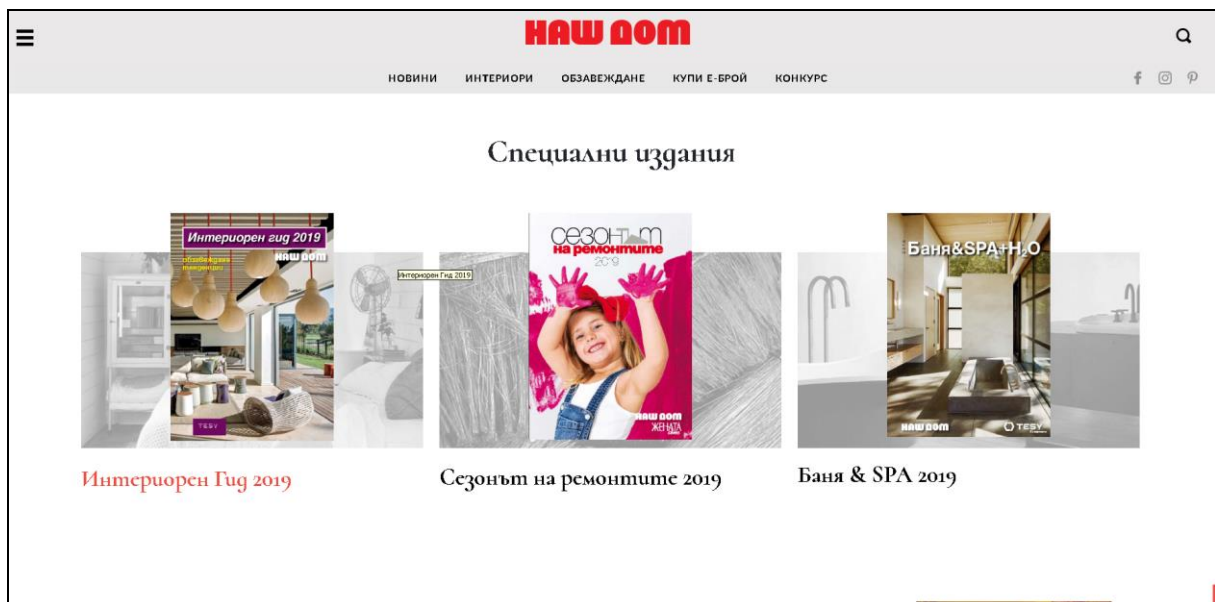 НАШ ДОМ
НОВИНИ ИНТЕРИОРИ ОБЗАВЕЖДАНЕ КУПИ Е-БРОЙ КОНКУРС
Специални издания
Интериорен гид 2019
обзавеждане
тенденции
НАШ ДОМ
TESY
Интериорен Гид 2019
сезонът
на ремонтите
2019
НАШ ДОМ
ЖЕНАТА
Баня&SPA+H₂O
НАШ ДОМ
TESY
Интериорен Гид 2019
Сезонът на ремонтите 2019
Баня & SPA 2019